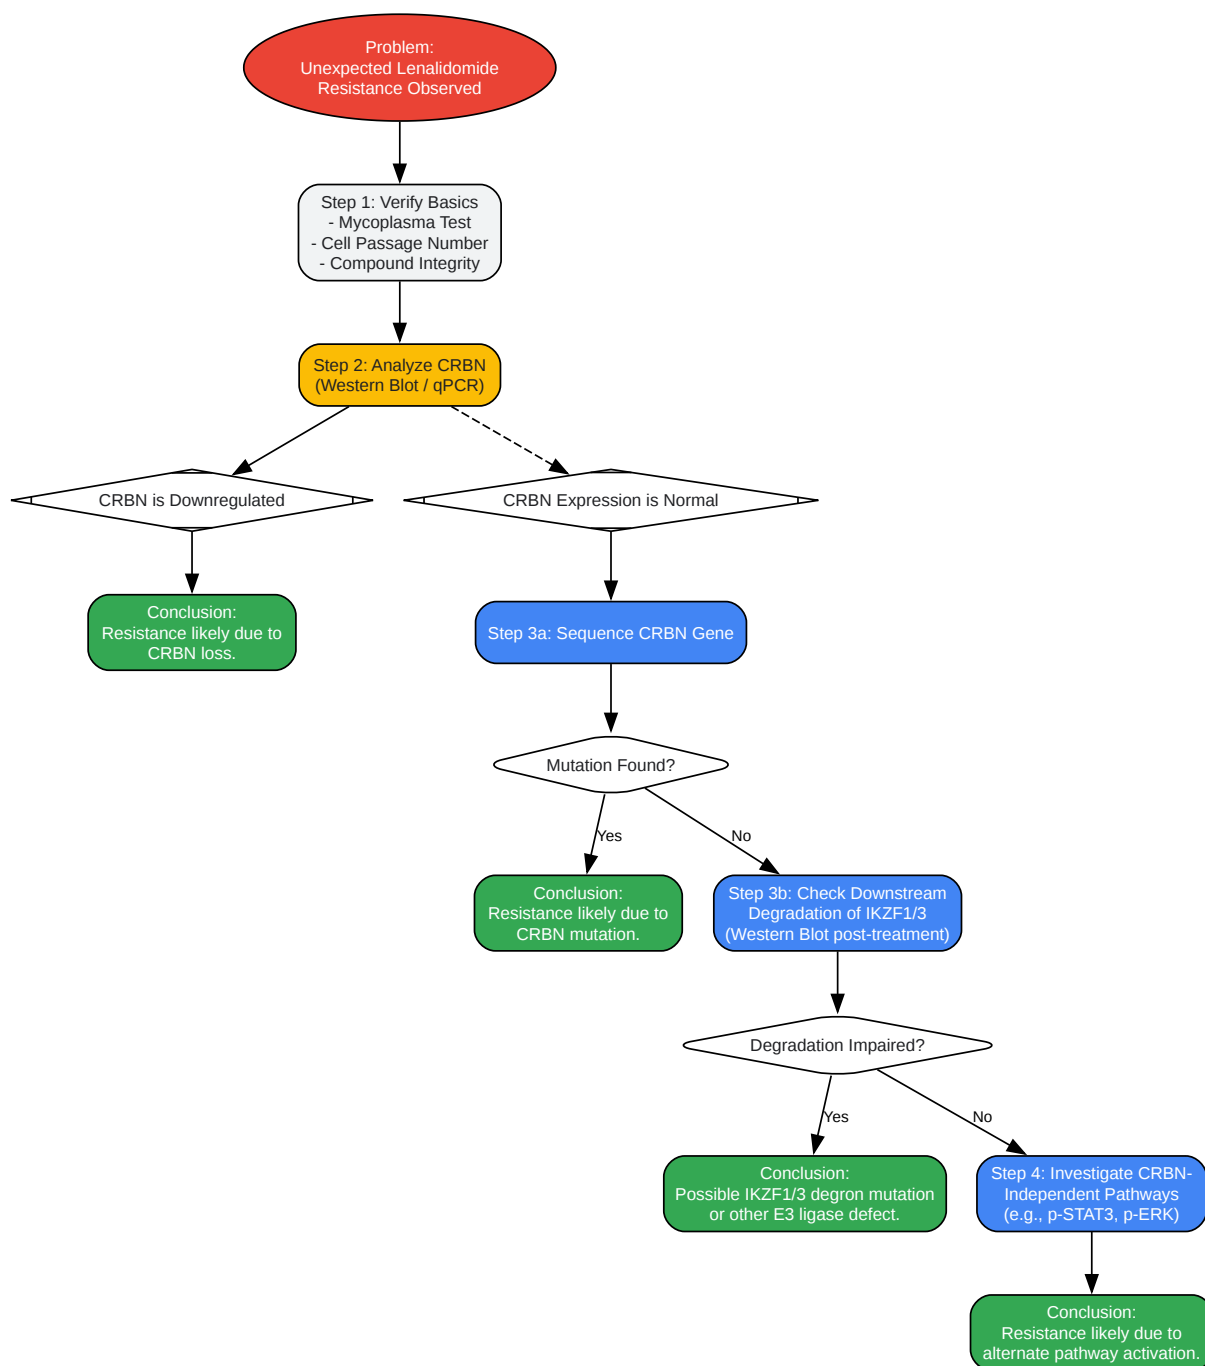 Problem:
Unexpected Lenalidomide
Resistance Observed
Step 1: Verify Basics
- Mycoplasma Test
- Cell Passage Number
- Compound Integrity
Step 2: Analyze CRBN
(Western Blot / qPCR)
CRBN is Downregulated
CRBN Expression is Normal
Conclusion:
Resistance likely due to
CRBN loss.
Step 3a: Sequence CRBN Gene
Mutation Found?
Yes
No
Conclusion:
Resistance likely due to
CRBN mutation.
Step 3b: Check Downstream
Degradation of IKZF1/3
(Western Blot post-treatment)
Degradation Impaired?
Yes
No
Conclusion:
Possible IKZF1/3 degron mutation
or other E3 ligase defect.
Step 4: Investigate CRBN-
Independent Pathways
(e.g., p-STAT3, p-ERK)
Conclusion:
Resistance likely due to
alternate pathway activation.